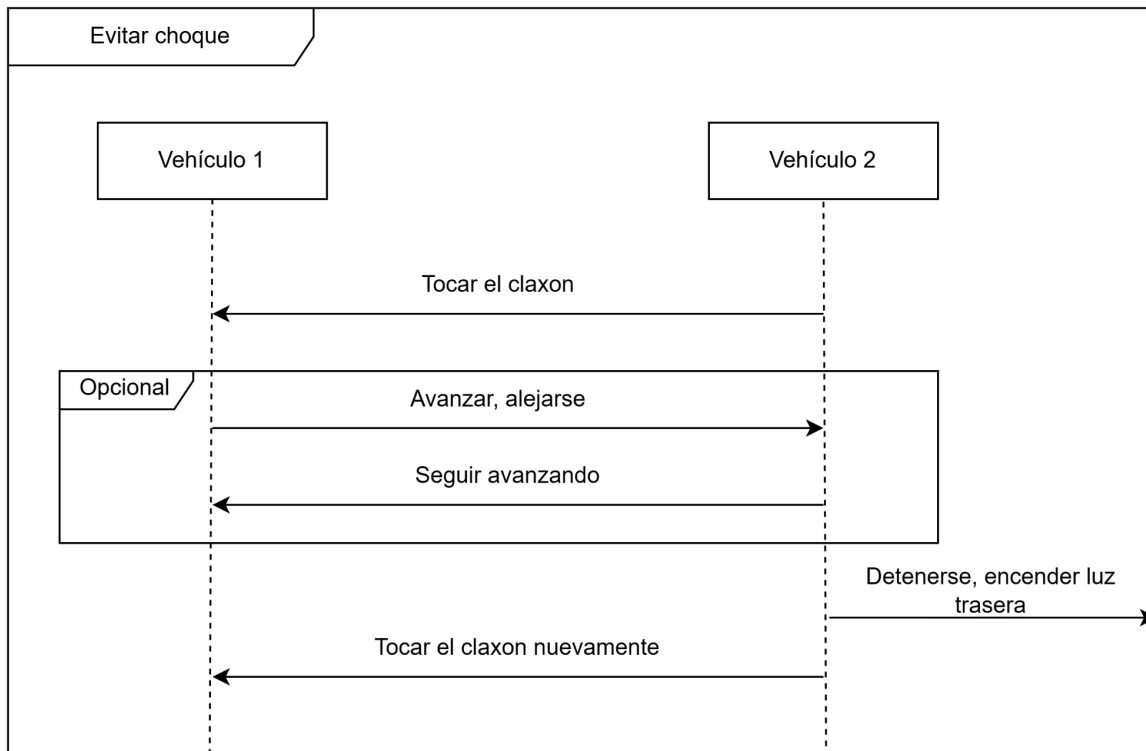 Evitar choque
Vehículo 1
Vehículo 2
Tocar el claxon
Opcional
Avanzar, alejarse
Seguir avanzando
Detenerse, encender luz
trasera
Tocar el claxon nuevamente